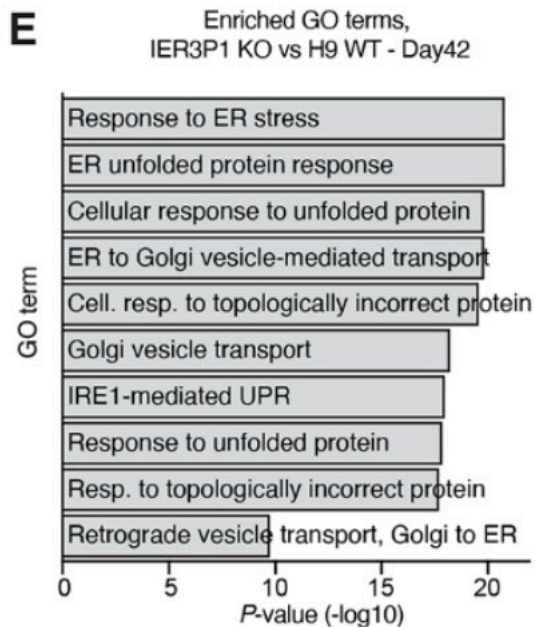 E
Enriched GO terms,
IER3P1 KO vs H9 WT - Day42
Response to ER stress
ER unfolded protein response
Cellular response to unfolded protein
ER to Golgi vesicle-mediated transport
Cell. resp. to topologically incorrect protein
Golgi vesicle transport
IRE1-mediated UPR
Response to unfolded protein
Resp. to topologically incorrect protein
Retrograde vesicle transport, Golgi to ER
GO term
0 5 10 15 20
P-value (-log10)